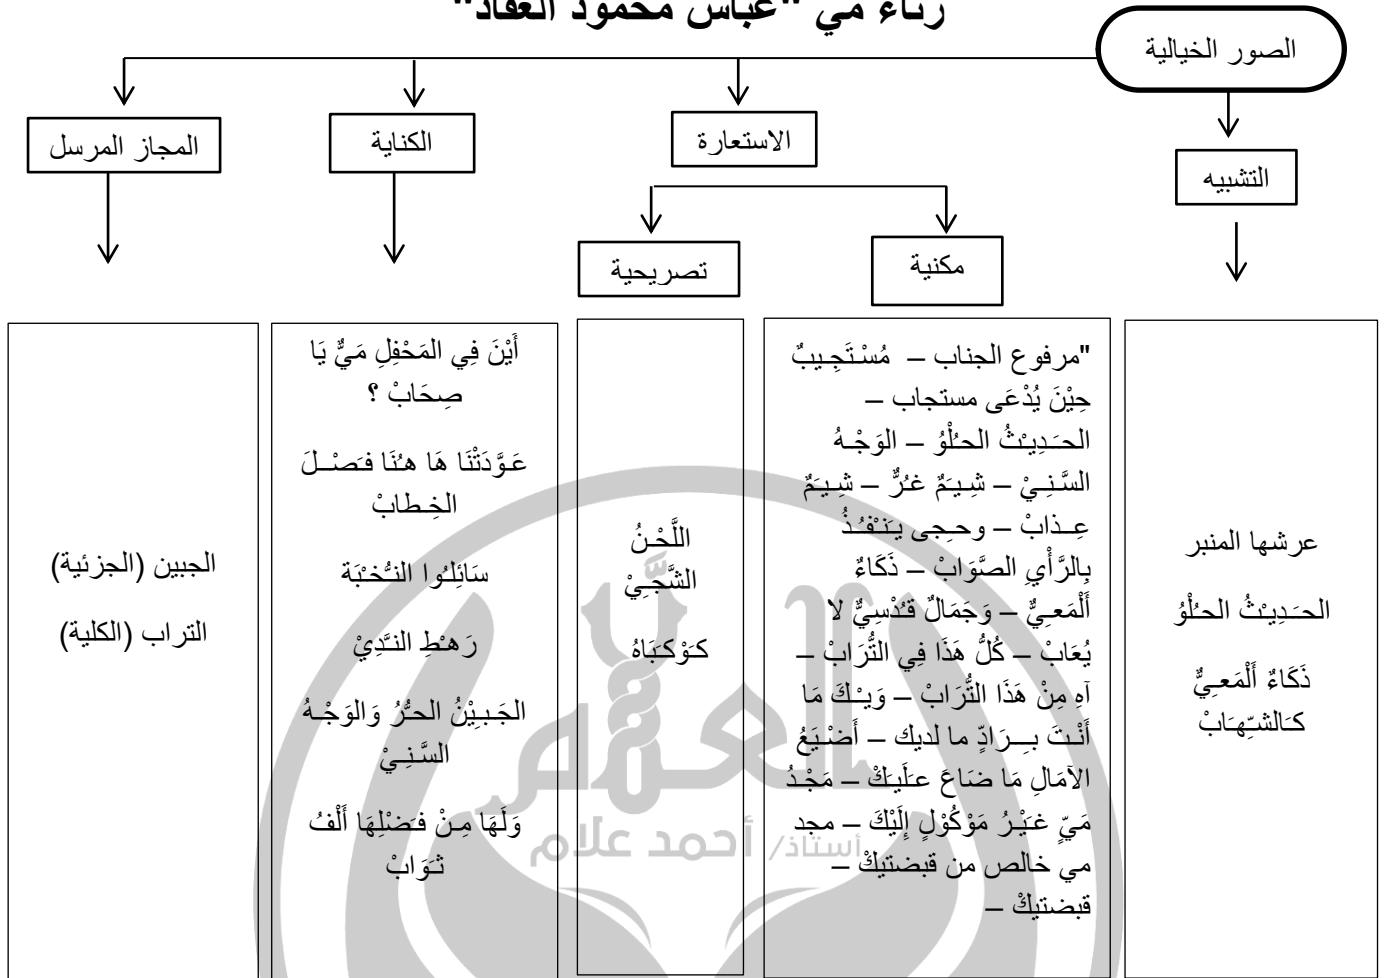 رثاء مي "عباس محمود العقاد"
الصور الخيالية
التشبيه
الاستعارة
الكناية
المجاز المرسل
مكنية
تصريحية
عرشها المنبر
الحَدِيْثُ الحُلْوُ
ذَكَاءٌ أَلْمَعِيٌّ
كَالشِّهَابْ
"مرفوع الجناب – مُسْتَجِيبٌ
حِيْنَ يُدْعَى مستجاب –
الحَدِيْثُ الحُلْوُ – الوَجْهُ
السَّنِيْ – شِيَمٌ غُرٌّ – شِيَمٌ
عِذابْ – وحجى يَنْفُذُ
بِالرَّأْيِ الصَّوَابْ – ذَكَاءٌ
أَلْمَعِيٌّ – وَجَمَالٌ قُدْسِيٌّ لا
يُعَابْ – كُلُّ هَذَا فِي التُّرَابْ –
آهِ مِنْ هَذَا التُّرَابْ – وَيْكَ مَا
أَنْتَ بِرَادٍّ ما لديك – أَضْيَعُ
الآمَالِ مَا ضَاعَ عَلَيْكْ – مَجْدُ
مَيّ غَيْرُ مَوْكُولٍ إِلَيْكَ – مجد
مي خالص من قبضتيكْ –
قبضتيكْ –
اللَّحْنُ
الشَّجِيْ
كَوْكَبَاهُ
أَيْنَ فِي المَحْفِلِ مَيٌّ يَا
صِحَابْ ؟
عَوَّدَتْنَا هَا هُنَا فَصْلَ
الخِطابْ
سَائِلُوا النُّخبَة
رَهْطِ النَّدِيْ
الجَبِيْنُ الحُرُّ وَالوَجْهُ
السَّنِيْ
وَلَهَا مِنْ فَضْلِهَا أَلْفُ
ثَوَابْ
الجبين (الجزئية)
التراب (الكلية)
العلام
أستاذ/ أحمد علام